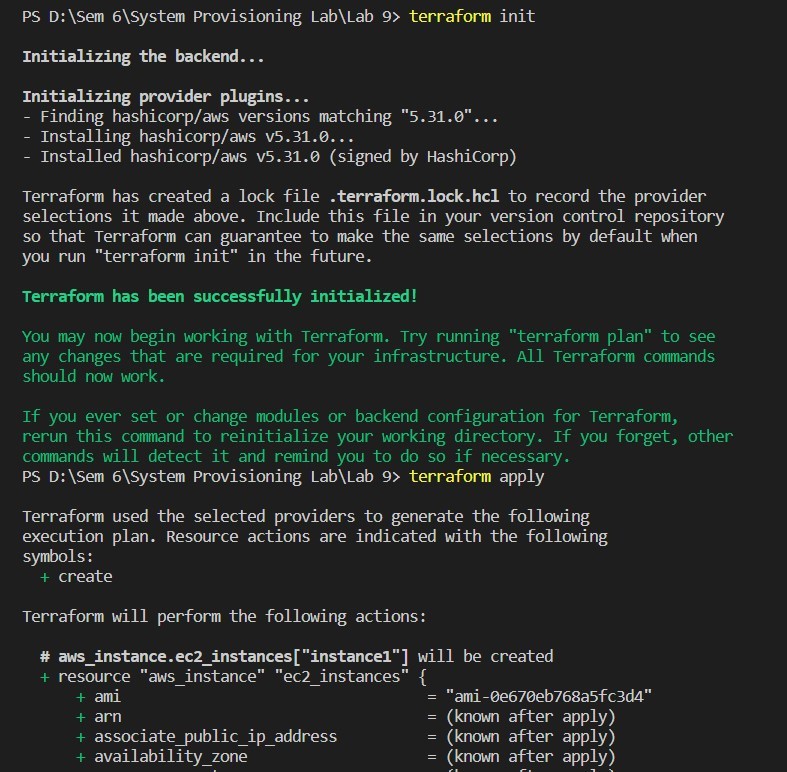 PS D:\Sem 6\System Provisioning Lab\Lab 9> terraform init
Initializing the backend...
Initializing provider plugins...
- Finding hashicorp/aws versions matching "5.31.0"...
- Installing hashicorp/aws v5.31.0...
- Installed hashicorp/aws v5.31.0 (signed by HashiCorp)
Terraform has created a lock file .terraform.lock.hcl to record the provider
selections it made above. Include this file in your version control repository
so that Terraform can guarantee to make the same selections by default when
you run "terraform init" in the future.
Terraform has been successfully initialized!
You may now begin working with Terraform. Try running "terraform plan" to see
any changes that are required for your infrastructure. All Terraform commands
should now work.
If you ever set or change modules or backend configuration for Terraform,
rerun this command to reinitialize your working directory. If you forget, other
commands will detect it and remind you to do so if necessary.
PS D:\Sem 6\System Provisioning Lab\Lab 9> terraform apply
Terraform used the selected providers to generate the following
execution plan. Resource actions are indicated with the following
symbols:
+ create
Terraform will perform the following actions:
# aws_instance.ec2_instances["instance1"] will be created
+ resource "aws_instance" "ec2_instances" {
+ ami = "ami-0e670eb768a5fc3d4"
+ arn = (known after apply)
+ associate_public_ip_address = (known after apply)
+ availability_zone = (known after apply)